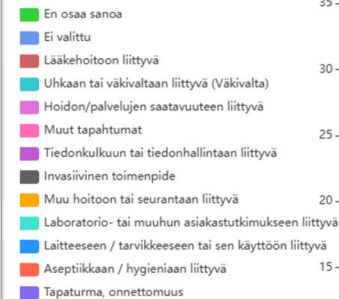 35
En osaa sanoa
Ei valittu
Lääkehoitoon liittyvä
30
Uhkaan tai väkivaltaan liittyvä (Väkivalta)
Hoidon/palvelujen saatavuuteen liittyvä
Muut tapahtumat
25
Tiedonkulkuun tai tiedonhallintaan liittyvä
Invasiivinen toimenpide
Muu hoitoon tai seurantaan liittyvä
20
Laboratorio- tai muuhun asiakastutkimukseen liittyvä
Laitteeseen / tarvikkeeseen tai sen käyttöön liittyvä
Aseptiikkaan / hygieniaan liittyvä
15
Tapaturma, onnettomuus